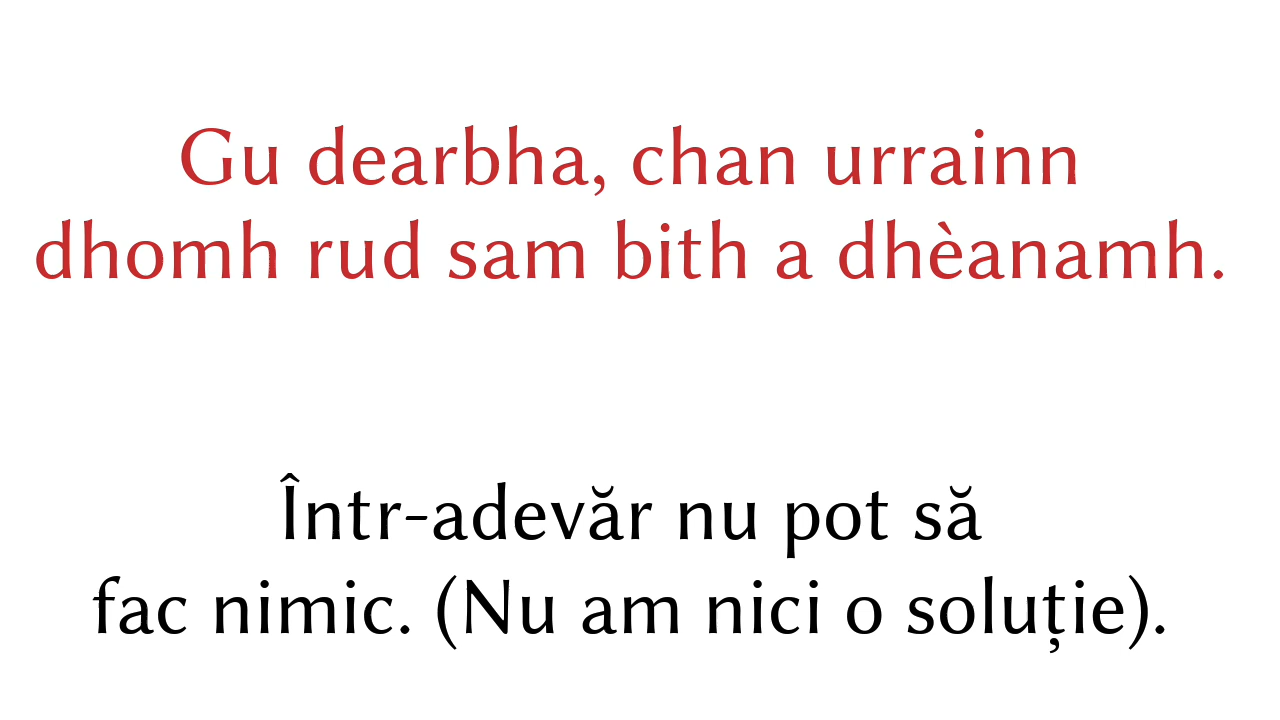 Gu dearbha, chan urrainn
dhomh rud sam bith a dhèanamh.
Într-adevăr nu pot să
fac nimic. (Nu am nici o soluție).